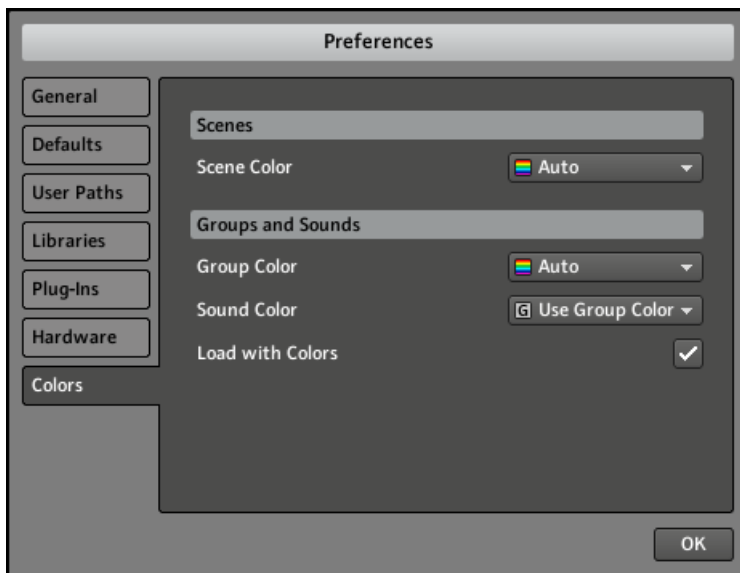 Preferences
General
Defaults
User Paths
Libraries
Plug-Ins
Hardware
Colors
Scenes
Scene Color Auto
Groups and Sounds
Group Color Auto
Sound Color G Use Group Color
Load with Colors
OK